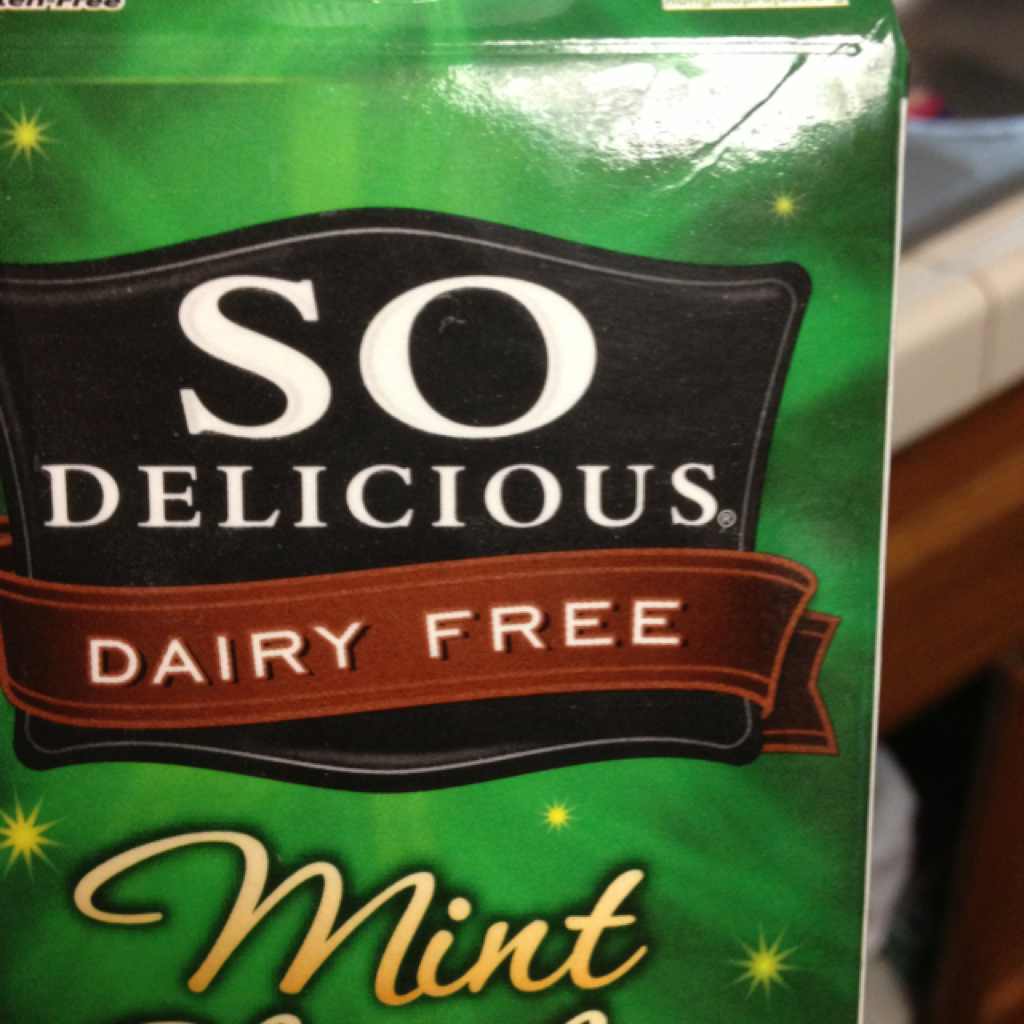 SO
DELICIOUS®
DAIRY FREE
Mint